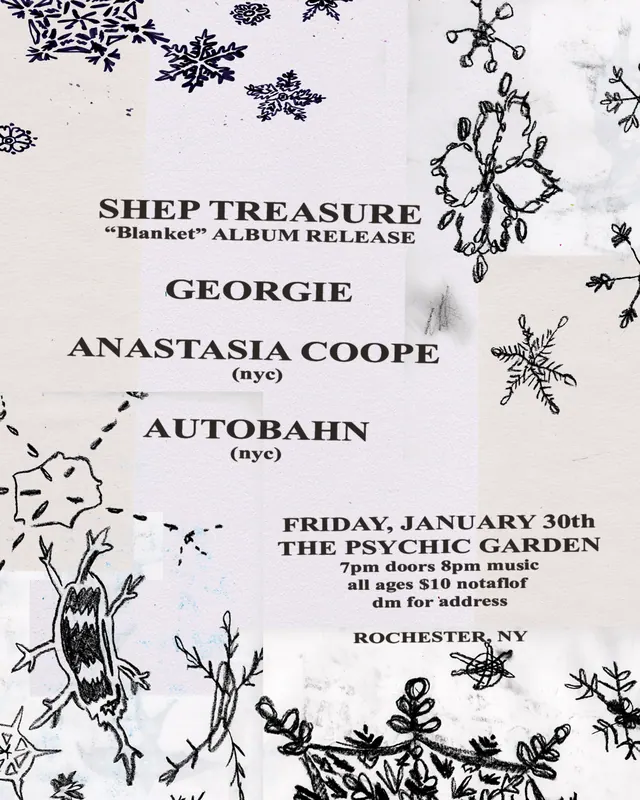 SHEP TREASURE
“Blanket” ALBUM RELEASE
GEORGIE
ANASTASIA COOPE
(nyc)
AUTOBAHN
(nyc)
FRIDAY, JANUARY 30th
THE PSYCHIC GARDEN
7pm doors 8pm music
all ages $10 notaflof
dm for address
ROCHESTER, NY